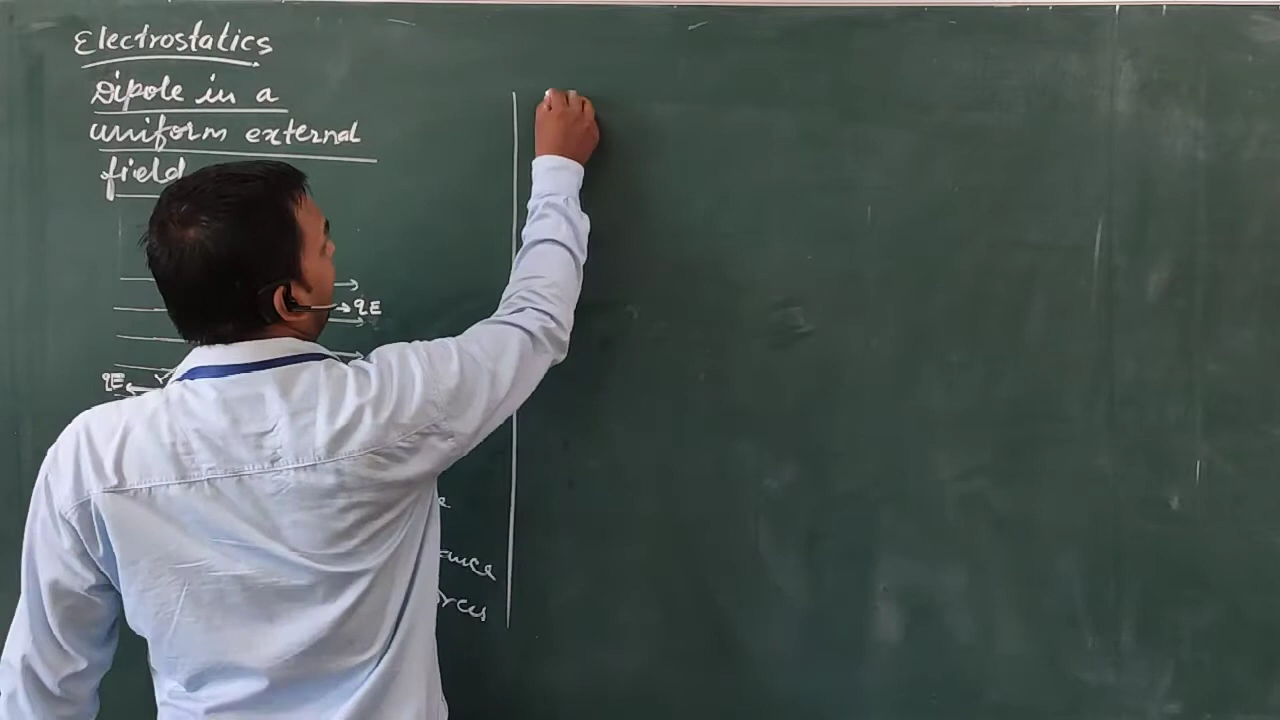 Electrostatics
Dipole in a
uniform external
field
qE
qE